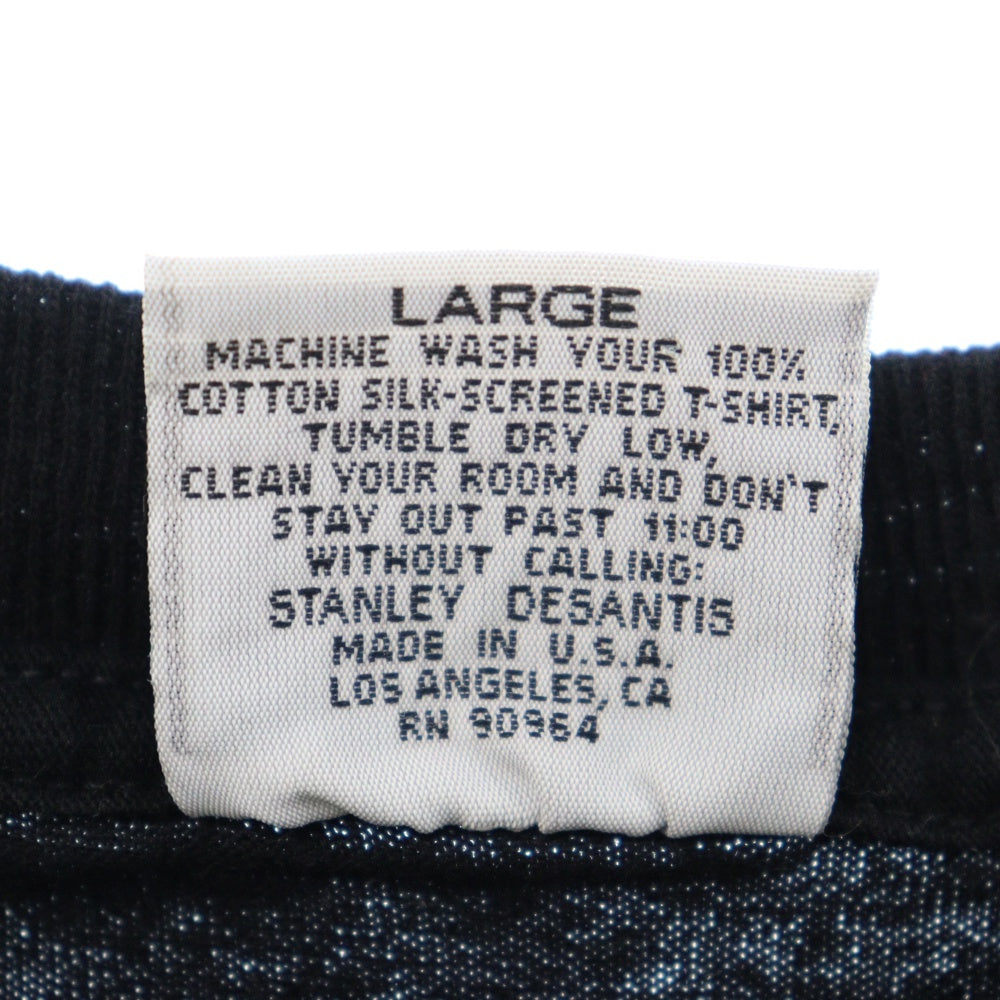 LARGE
MACHINE WASH YOUR 100%
COTTON SILK-SCREENED T-SHIRT,
TUMBLE DRY LOW,
CLEAN YOUR ROOM AND DON'T
STAY OUT PAST 11:00
WITHOUT CALLING:
STANLEY DESANTIS
MADE IN U.S.A.
LOS ANGELES, CA
RN 90964